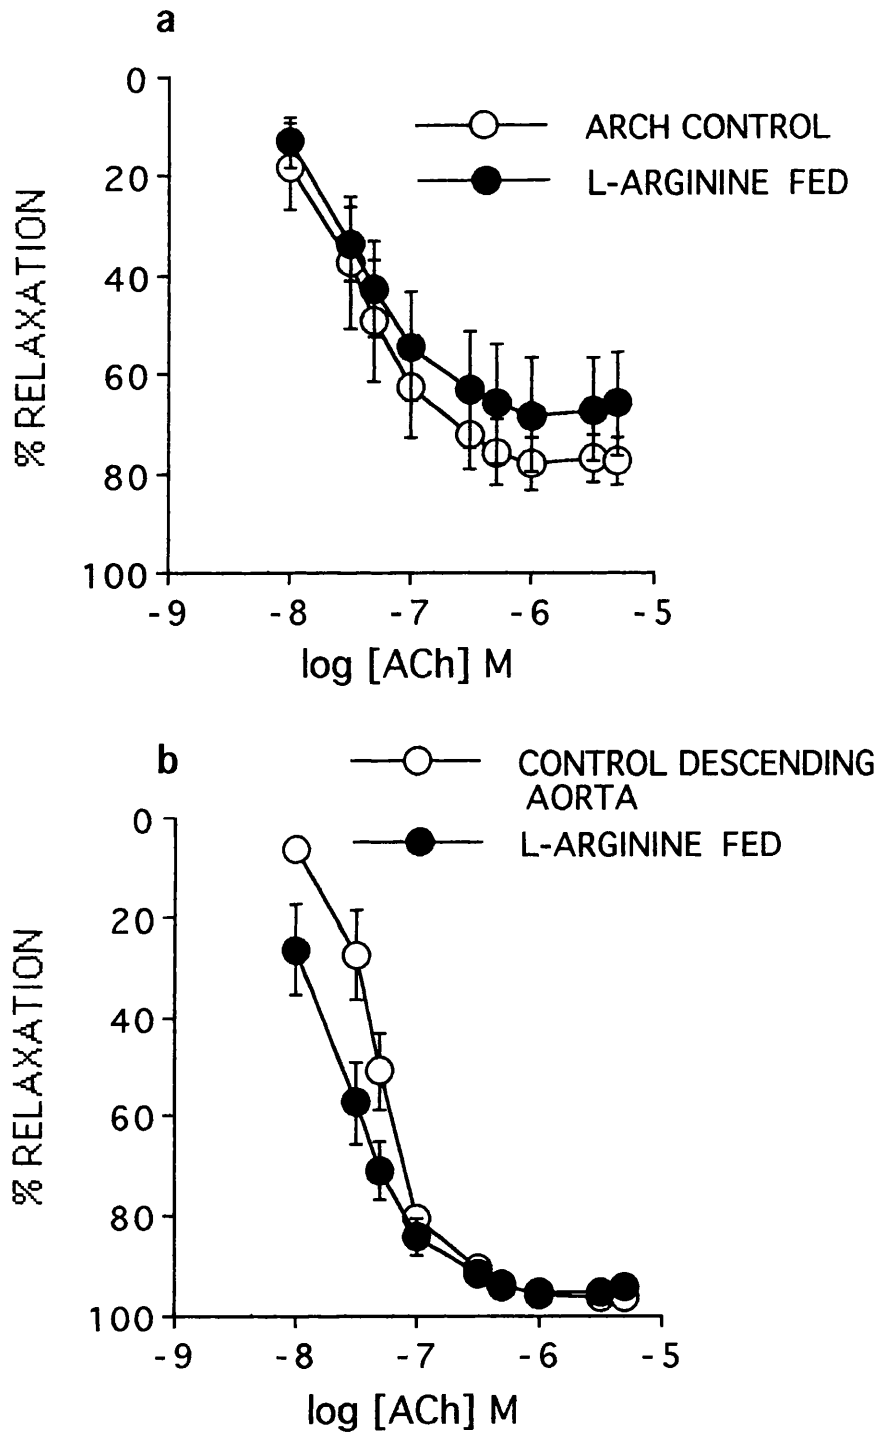 a
0
20
40
60
80
100
% RELAXATION
ARCH CONTROL
L-ARGININE FED
-9 -8 -7 -6 -5
log [ACh] M
b
CONTROL DESCENDING
AORTA
L-ARGININE FED
0
20
40
60
80
100
% RELAXATION
-9 -8 -7 -6 -5
log [ACh] M